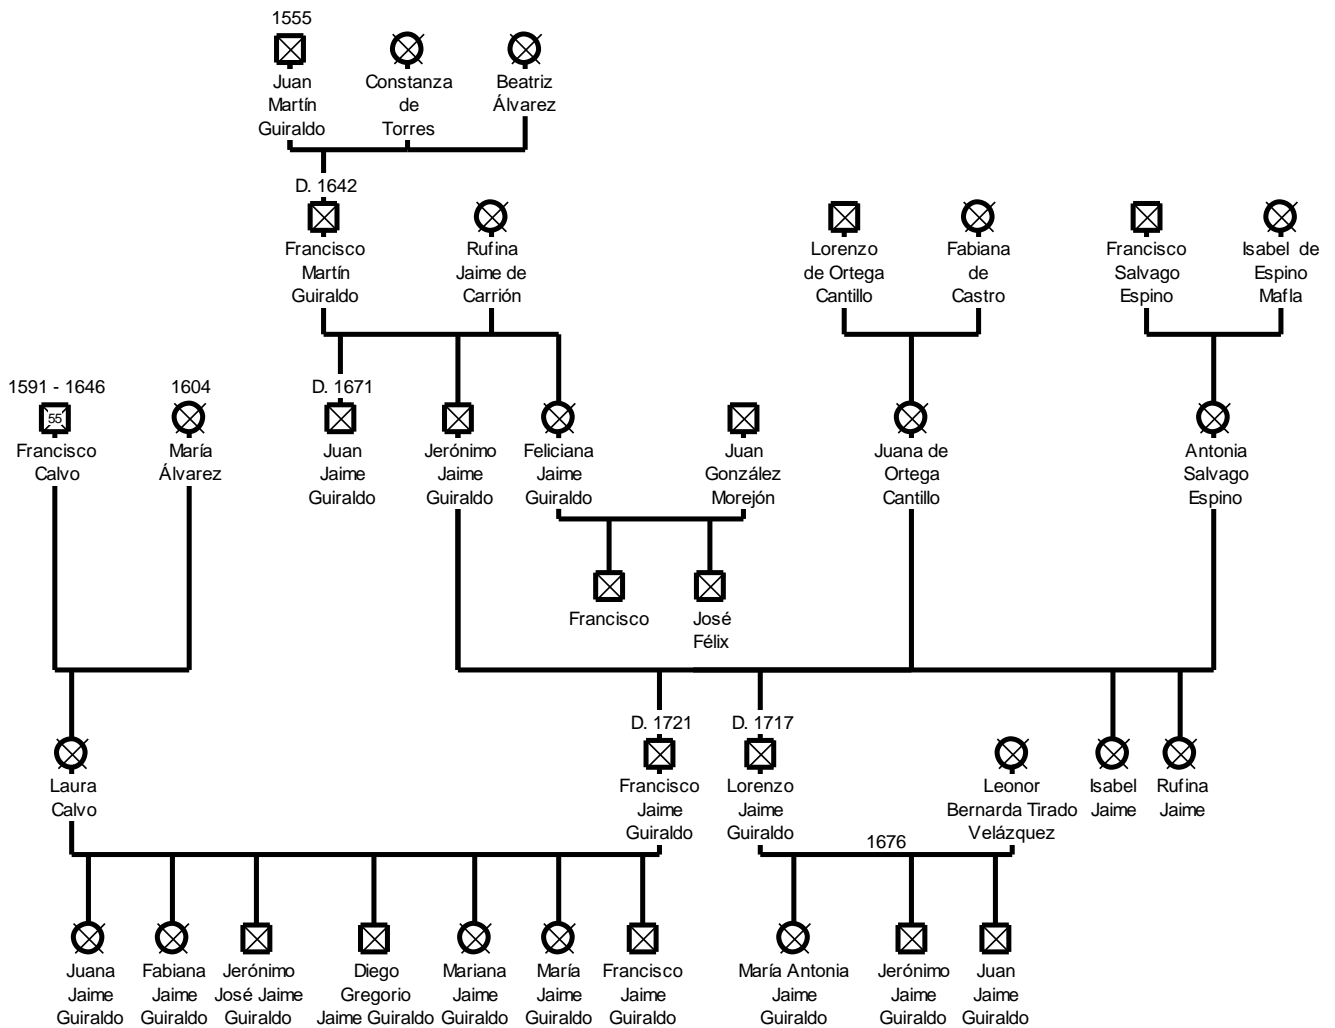 1555
Juan
Martín
Guiraldo
Constanza
de
Torres
Beatriz
Álvarez
D. 1642
Francisco
Martín
Guiraldo
Rufina
Jaime de
Carrión
Lorenzo
de Ortega
Cantillo
Fabiana
de
Castro
Francisco
Salvago
Espino
Isabel de
Espino
Mafla
1591 - 1646
55
Francisco
Calvo
1604
María
Álvarez
D. 1671
Juan
Jaime
Guiraldo
Jerónimo
Jaime
Guiraldo
Feliciana
Jaime
Guiraldo
Juan
González
Morejón
Juana de
Ortega
Cantillo
Antonia
Salvago
Espino
Francisco
José
Félix
Laura
Calvo
D. 1721
Francisco
Jaime
Guiraldo
D. 1717
Lorenzo
Jaime
Guiraldo
Leonor
Bernarda Tirado
Velázquez
Isabel
Jaime
Rufina
Jaime
1676
Juana
Jaime
Guiraldo
Fabiana
Jaime
Guiraldo
Jerónimo
José Jaime
Guiraldo
Diego
Gregorio
Jaime Guiraldo
Mariana
Jaime
Guiraldo
María
Jaime
Guiraldo
Francisco
Jaime
Guiraldo
María Antonia
Jaime
Guiraldo
Jerónimo
Jaime
Guiraldo
Juan
Jaime
Guiraldo